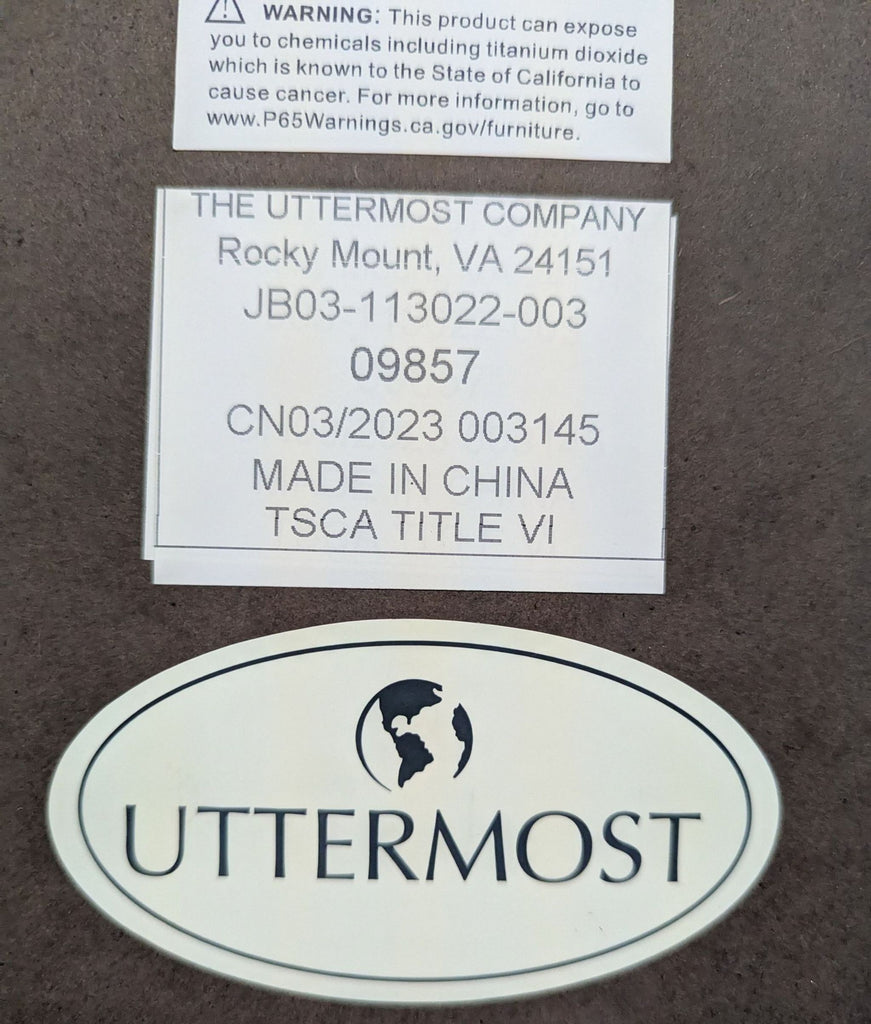 WARNING: This product can expose
you to chemicals including titanium dioxide
which is known to the State of California to
cause cancer. For more information, go to
www.P65Warnings.ca.gov/furniture.
THE UTTERMOST COMPANY
Rocky Mount, VA 24151
JB03-113022-003
09857
CN03/2023 003145
MADE IN CHINA
TSCA TITLE VI
UTTERMOST